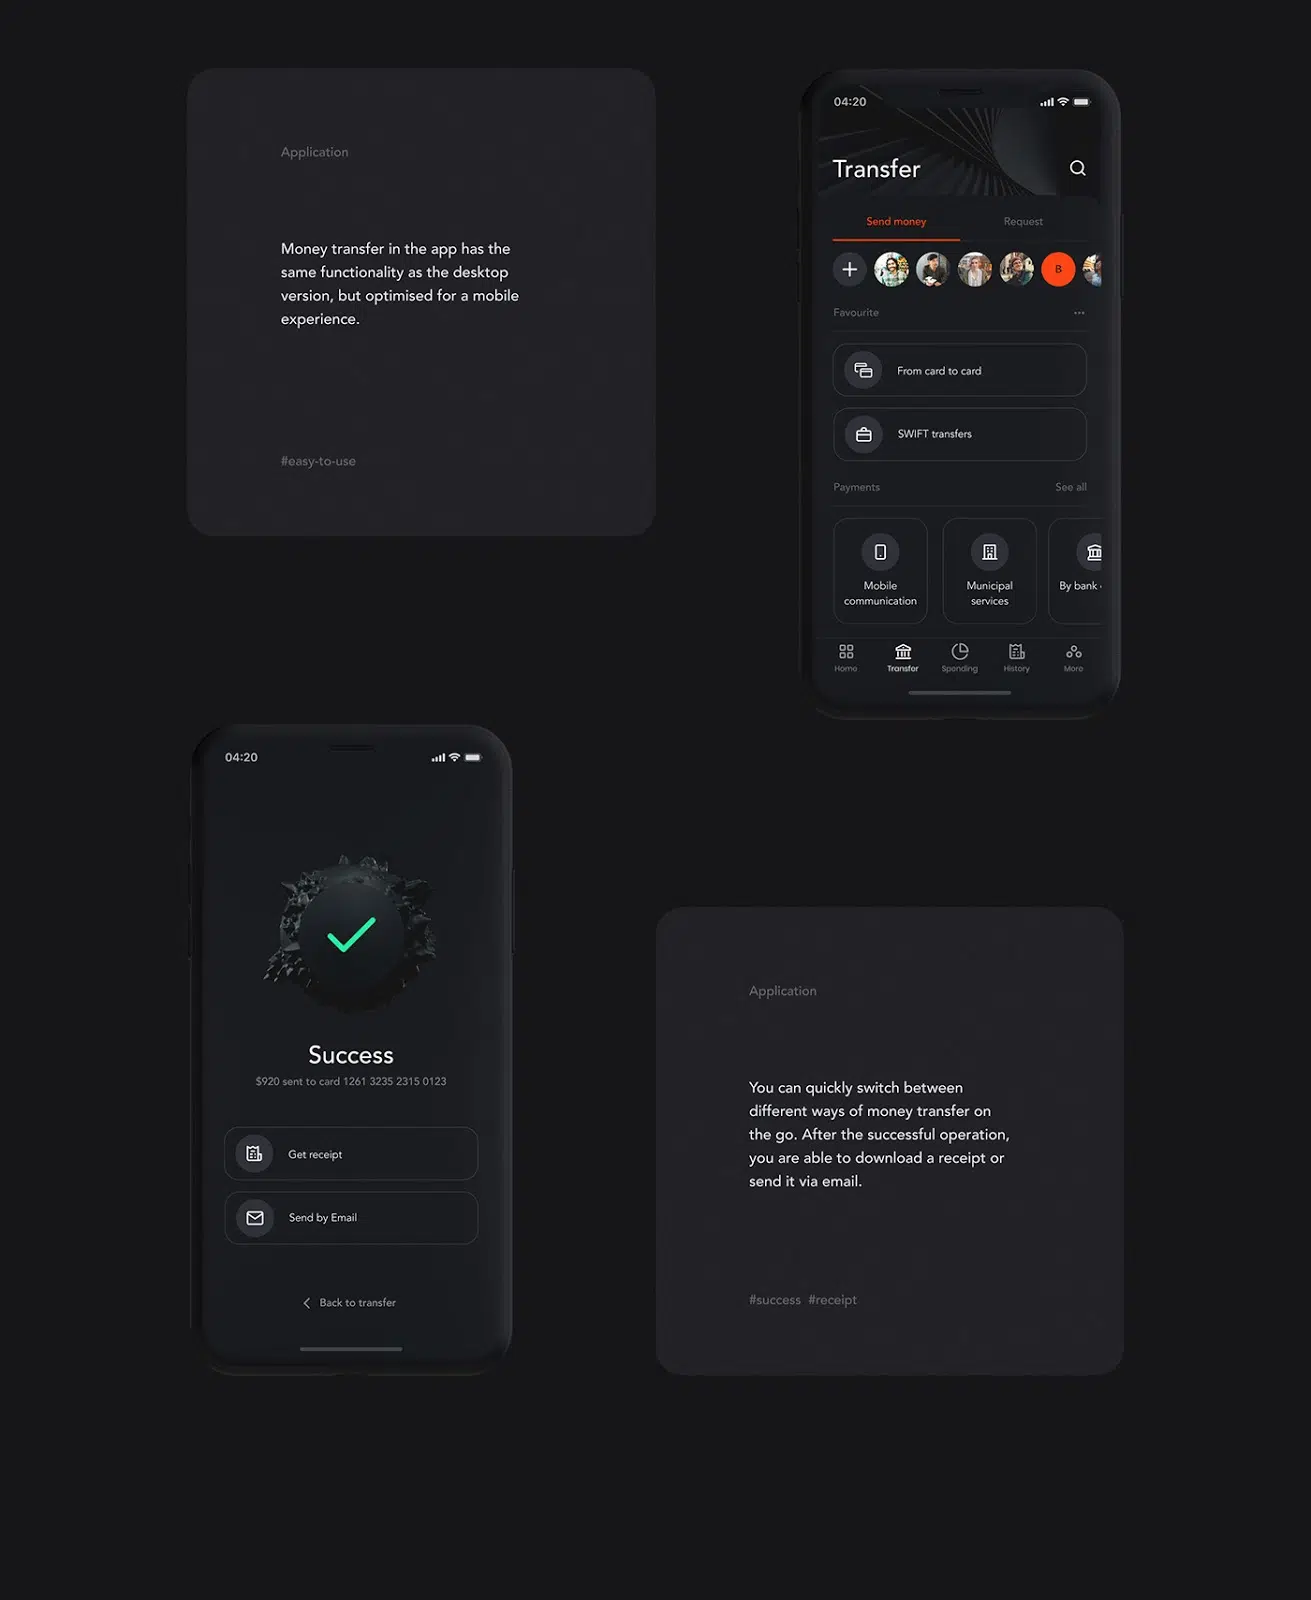 Application
Money transfer in the app has the
same functionality as the desktop
version, but optimised for a mobile
experience.
#easy-to-use
04:20
Transfer
Send money
Request
B
Favourite
From card to card
SWIFT transfers
Payments
See all
Mobile
communication
Municipal
services
By bank
Home
Transfer
Spending
History
More
04:20
Success
$920 sent to card 1261 3235 2315 0123
Get receipt
Send by Email
Back to transfer
Application
You can quickly switch between
different ways of money transfer on
the go. After the successful operation,
you are able to download a receipt or
send it via email.
#success #receipt